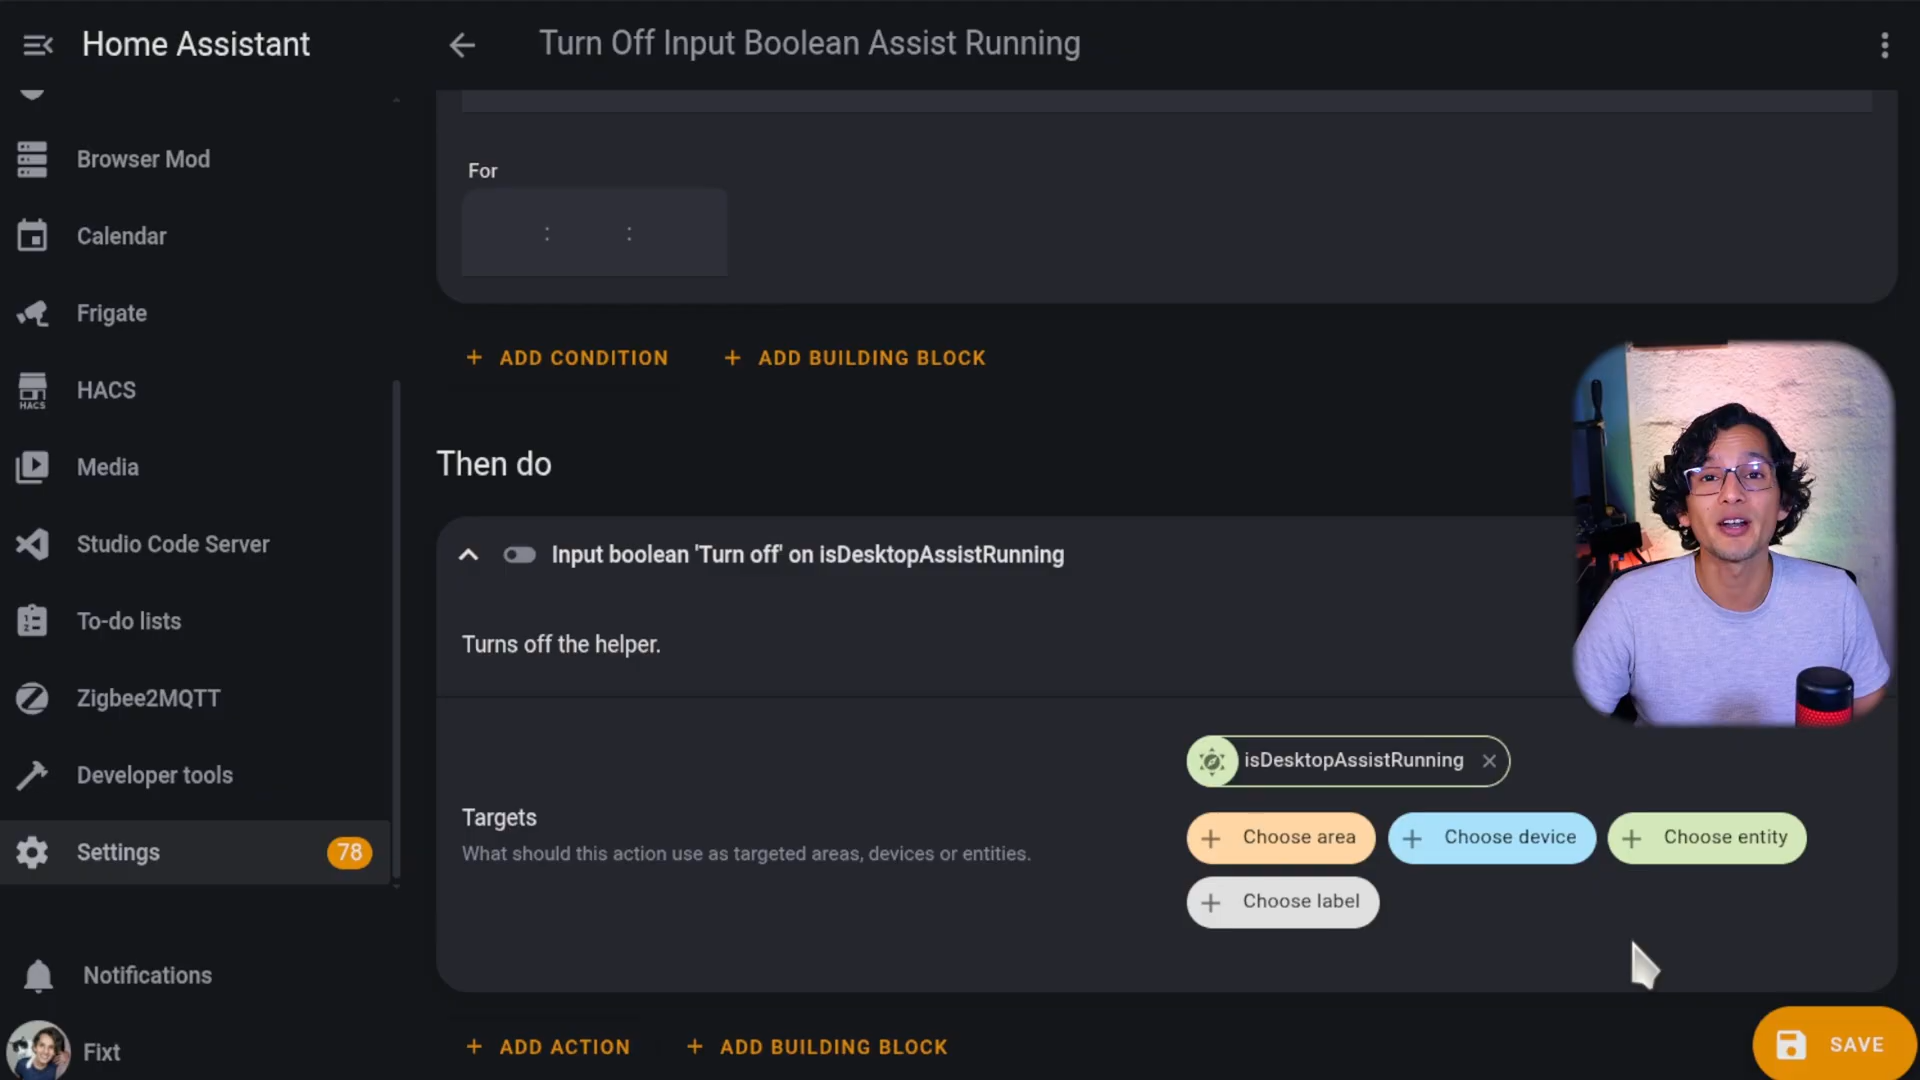 Home Assistant
Turn Off Input Boolean Assist Running
Browser Mod
Calendar
Frigate
HACS
HACS
Media
Studio Code Server
To-do lists
Zigbee2MQTT
Developer tools
Settings
78
Notifications
Fixt
For
: :
+ ADD CONDITION
+ ADD BUILDING BLOCK
Then do
Input boolean 'Turn off' on isDesktopAssistRunning
Turns off the helper.
isDesktopAssistRunning
Targets
What should this action use as targeted areas, devices or entities.
+ Choose area
+ Choose device
+ Choose entity
+ Choose label
+ ADD ACTION
+ ADD BUILDING BLOCK
SAVE